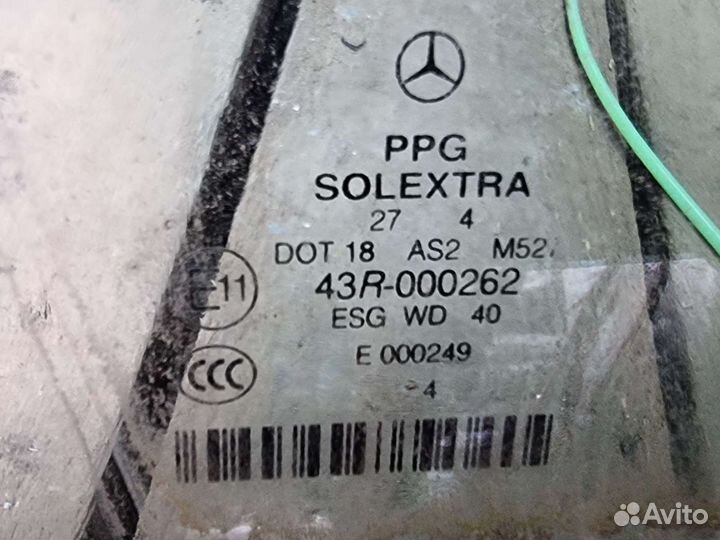 PPG
SOLEXTRA
27 4
DOT 18 AS2
43R-000262
E11
ESG WD 40
E 000249
CCC
4
Avito